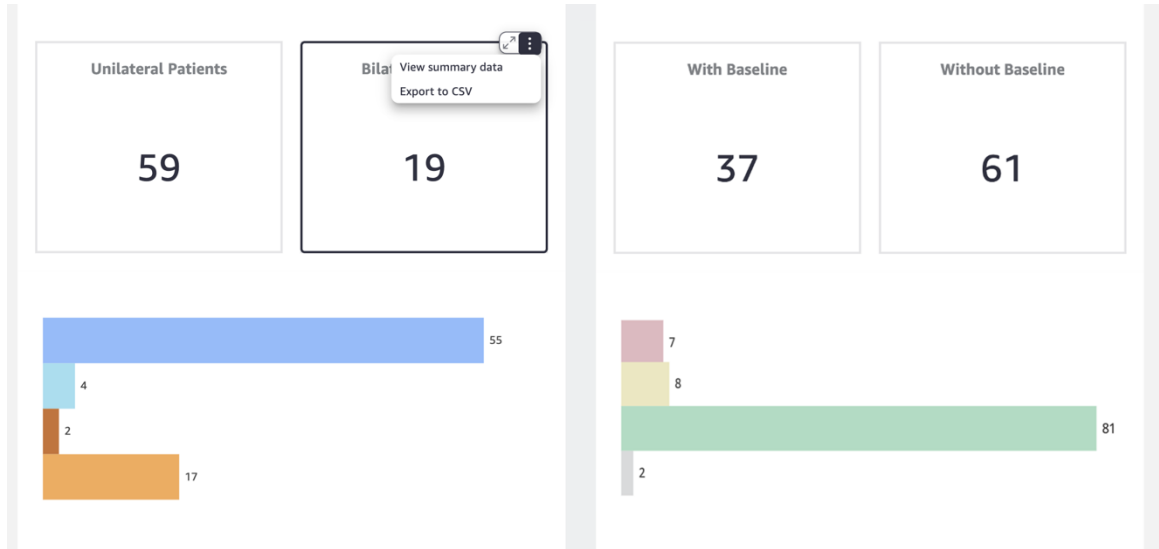 Unilateral Patients
Bilat
View summary data
Export to CSV
59
19
With Baseline
Without Baseline
37
61
55
4
2
17
7
8
81
2